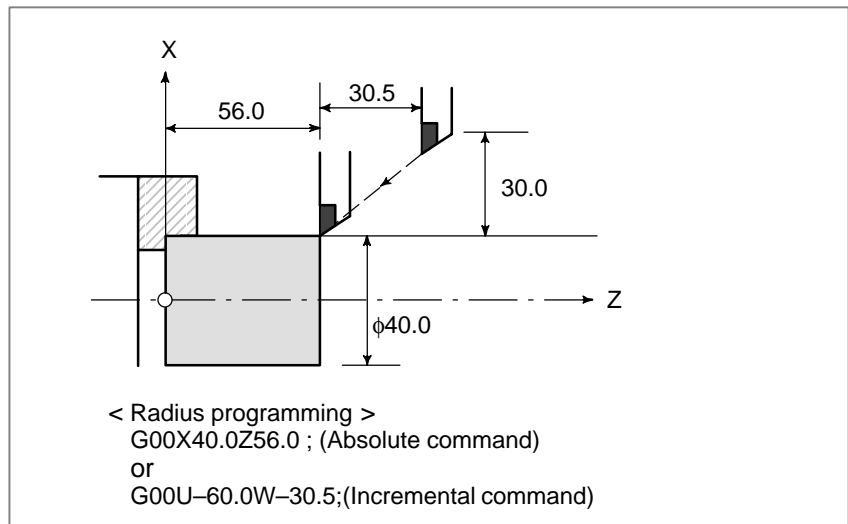 X
30.5
56.0
30.0
Z
ϕ40.0
< Radius programming >
G00X40.0Z56.0 ; (Absolute command)
or
G00U–60.0W–30.5;(Incremental command)